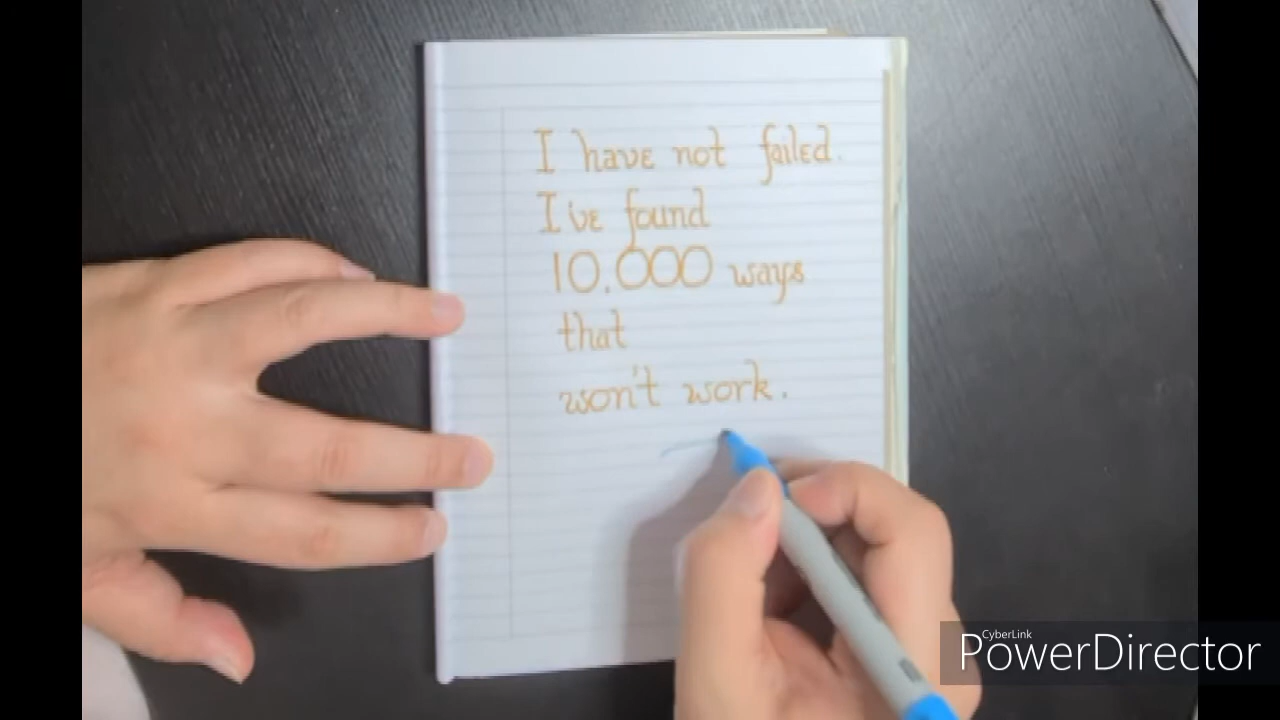 I have not failed.
I've found
10.000 ways
that
won't work.
CyberLink
PowerDirector